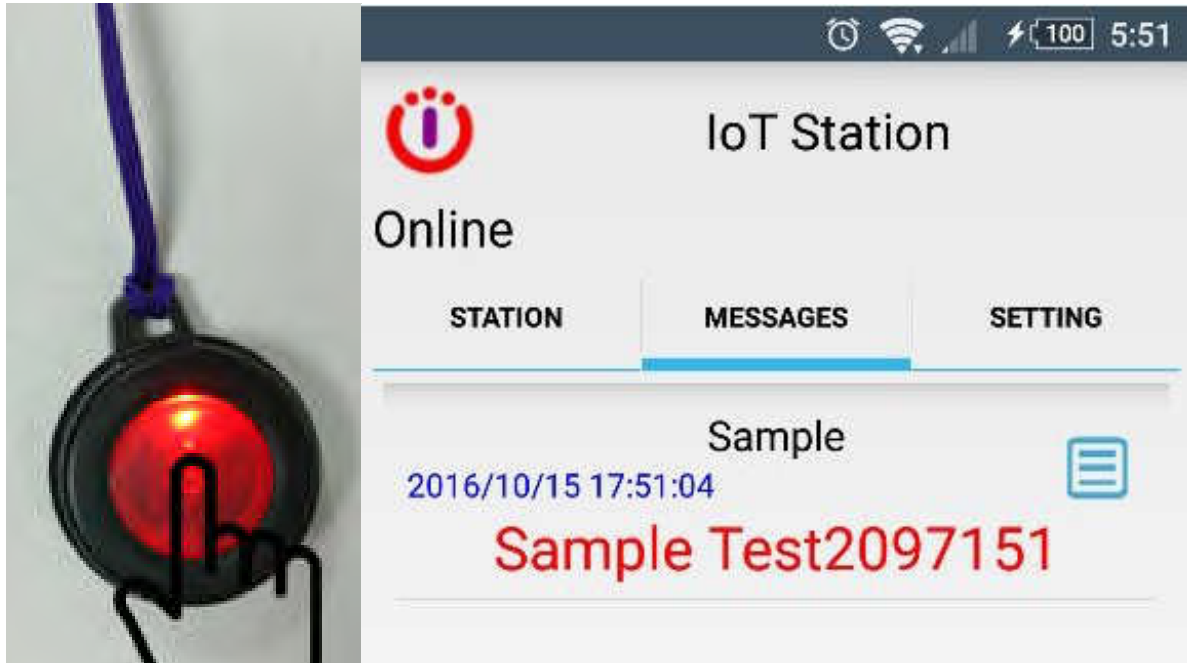 100 5:51
IoT Station
Online
STATION MESSAGES SETTING
Sample
2016/10/15 17:51:04
Sample Test2097151